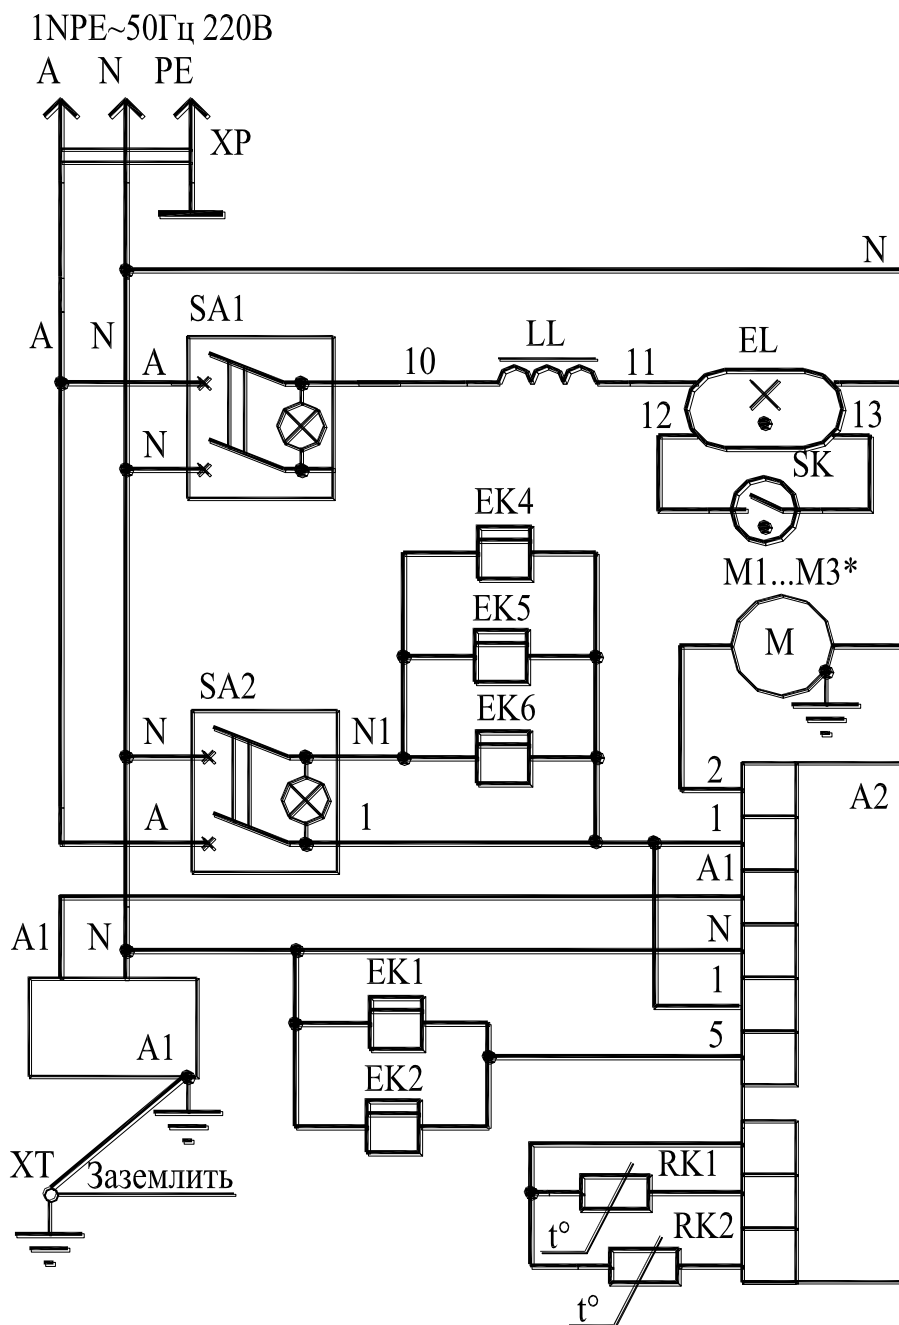 1NPE~50Гц 220В
A N PE
XP
N
SA1
A N
A
10
LL
11
EL
12
13
N
SK
EK4
M1...M3*
EK5
M
SA2
EK6
N
N1
2
A2
A
1
1
A1
A1 N
N
EK1
1
A1
5
EK2
XT
Заземлить
RK1
t°
RK2
t°